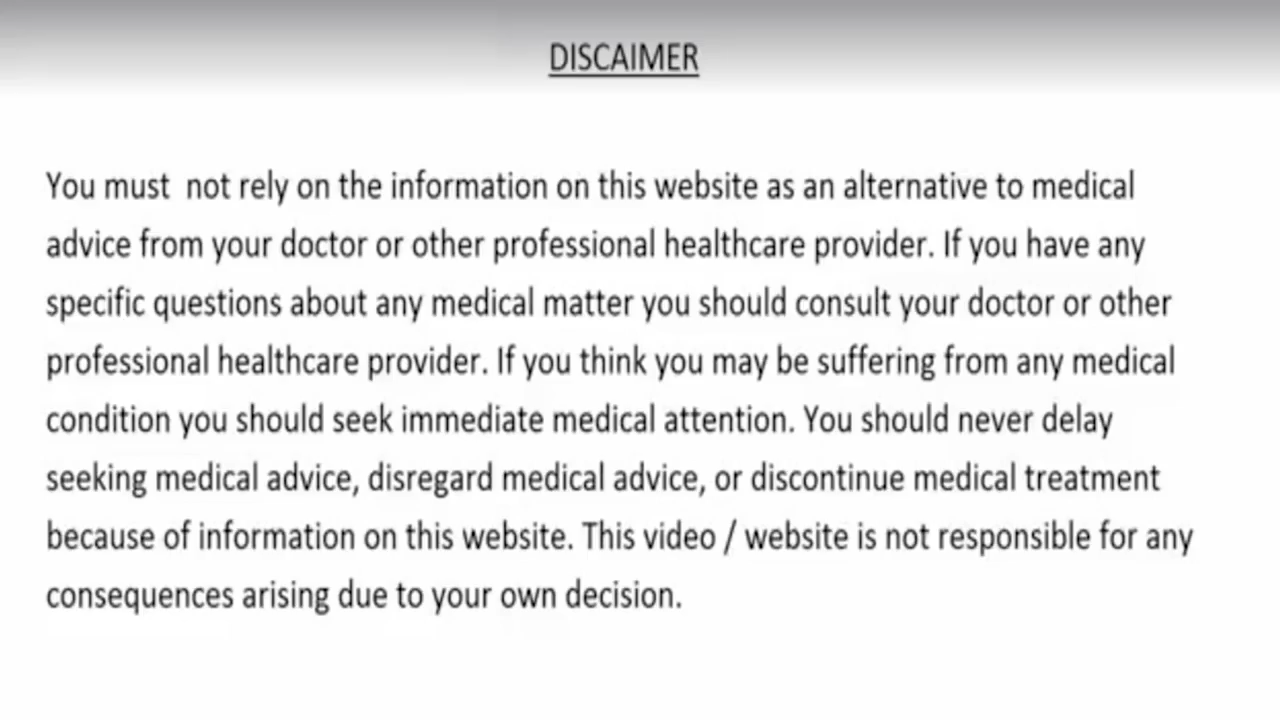 DISCAIMER
You must  not rely on the information on this website as an alternative to medical
advice from your doctor or other professional healthcare provider. If you have any
specific questions about any medical matter you should consult your doctor or other
professional healthcare provider. If you think you may be suffering from any medical
condition you should seek immediate medical attention. You should never delay
seeking medical advice, disregard medical advice, or discontinue medical treatment
because of information on this website. This video / website is not responsible for any
consequences arising due to your own decision.